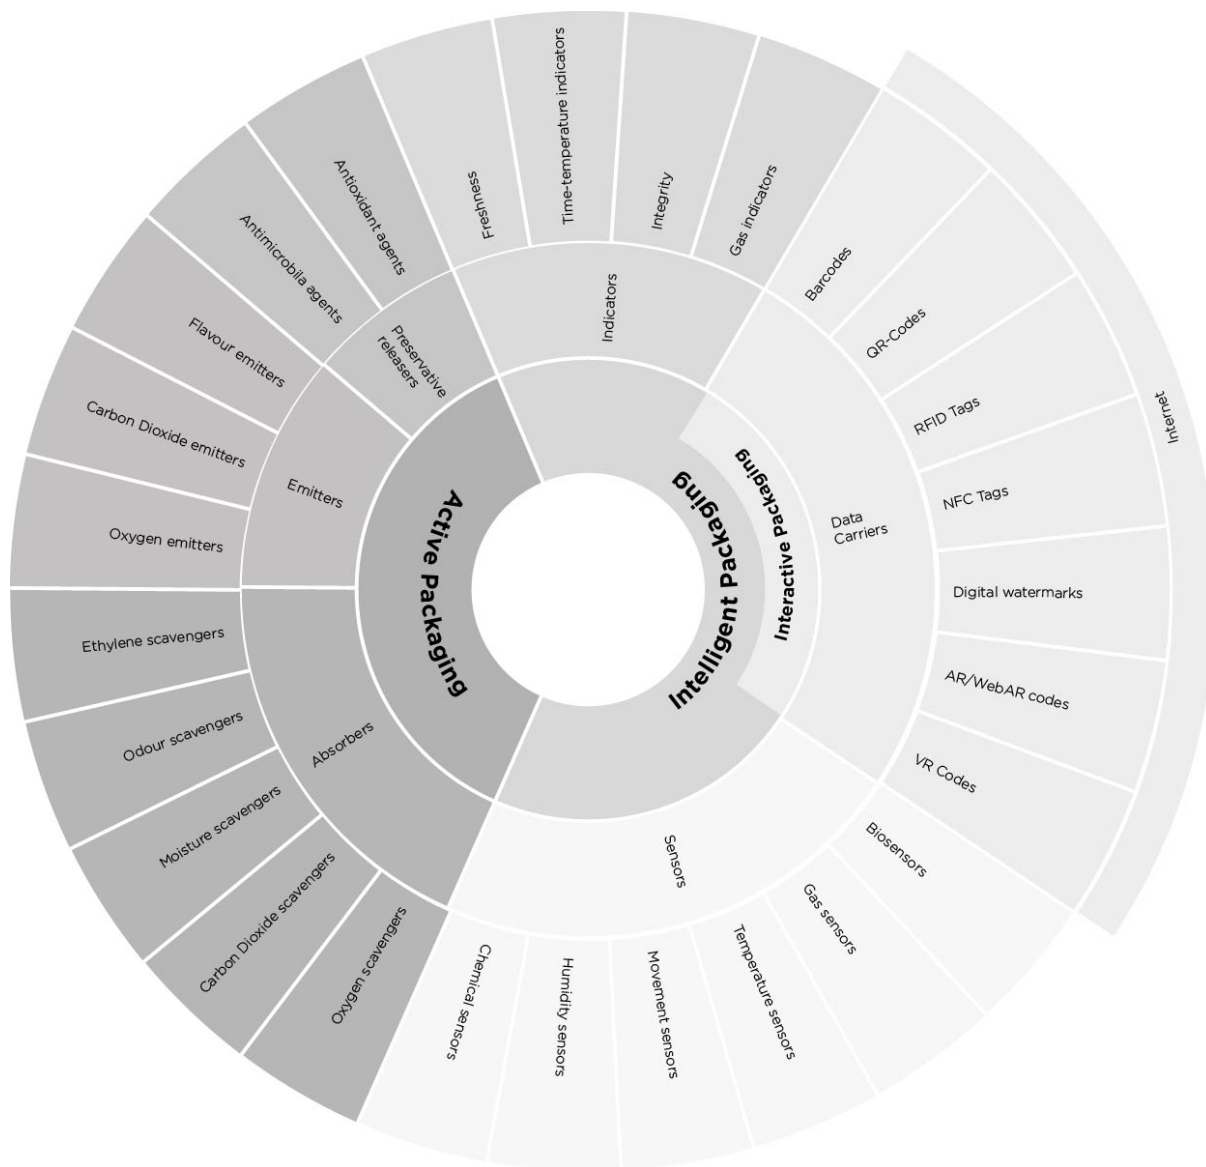 Active Packaging
Intelligent Packaging
Interactive Packaging
Indicators
Freshness
Time-temperature indicators
Integrity
Gas indicators
Data
Carriers
Barcodes
QR-Codes
RFID Tags
NFC Tags
Digital watermarks
AR/WebAR codes
VR Codes
Internet
Sensors
Biosensors
Gas sensors
Temperature sensors
Movement sensors
Humidity sensors
Chemical sensors
Absorbers
Oxygen scavengers
Carbon Dioxide scavengers
Moisture scavengers
Odour scavengers
Ethylene scavengers
Emitters
Oxygen emitters
Carbon Dioxide emitters
Flavour emitters
Preservative
releasers
Antimicrobila agents
Antioxidant agents